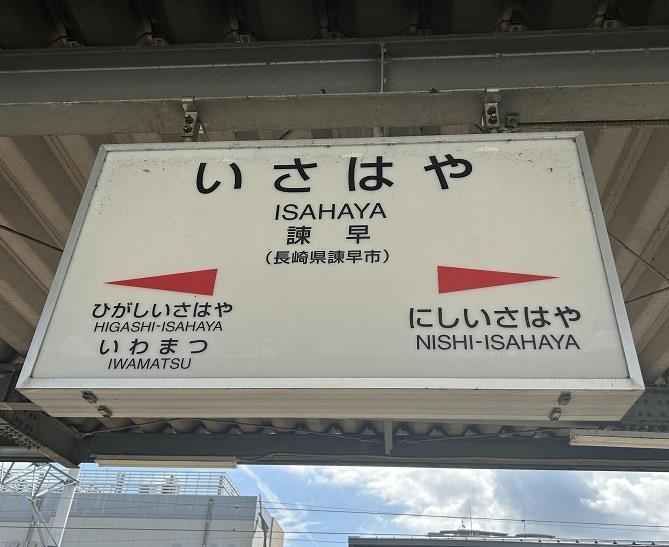 いさはや
ISAHAYA
諫早
(長崎県諫早市)
ひがしいさはや
HIGASHI-ISAHAYA
いわまつ
IWAMATSU
にしいさはや
NISHI-ISAHAYA